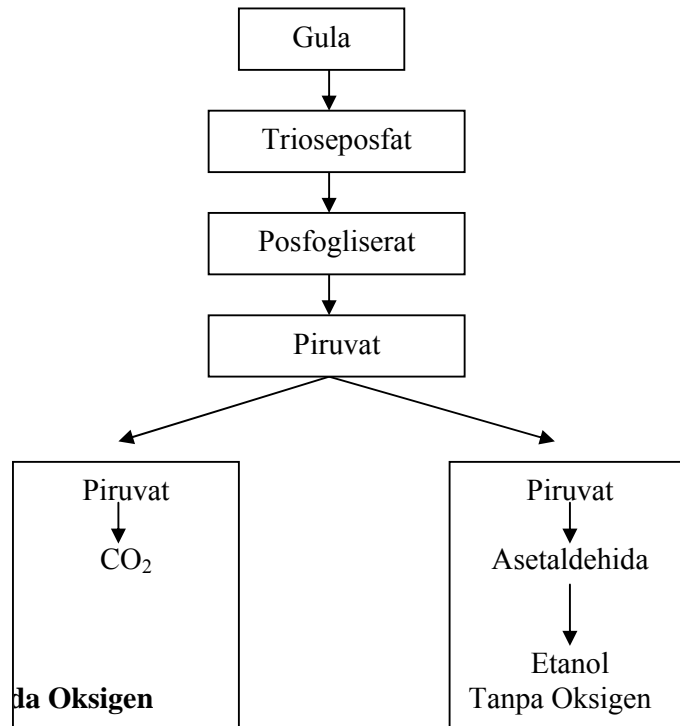 Gula
Trioseposfat
Posfogliserat
Piruvat
Piruvat
CO₂
da Oksigen
Piruvat
Asetaldehida
Etanol
Tanpa Oksigen